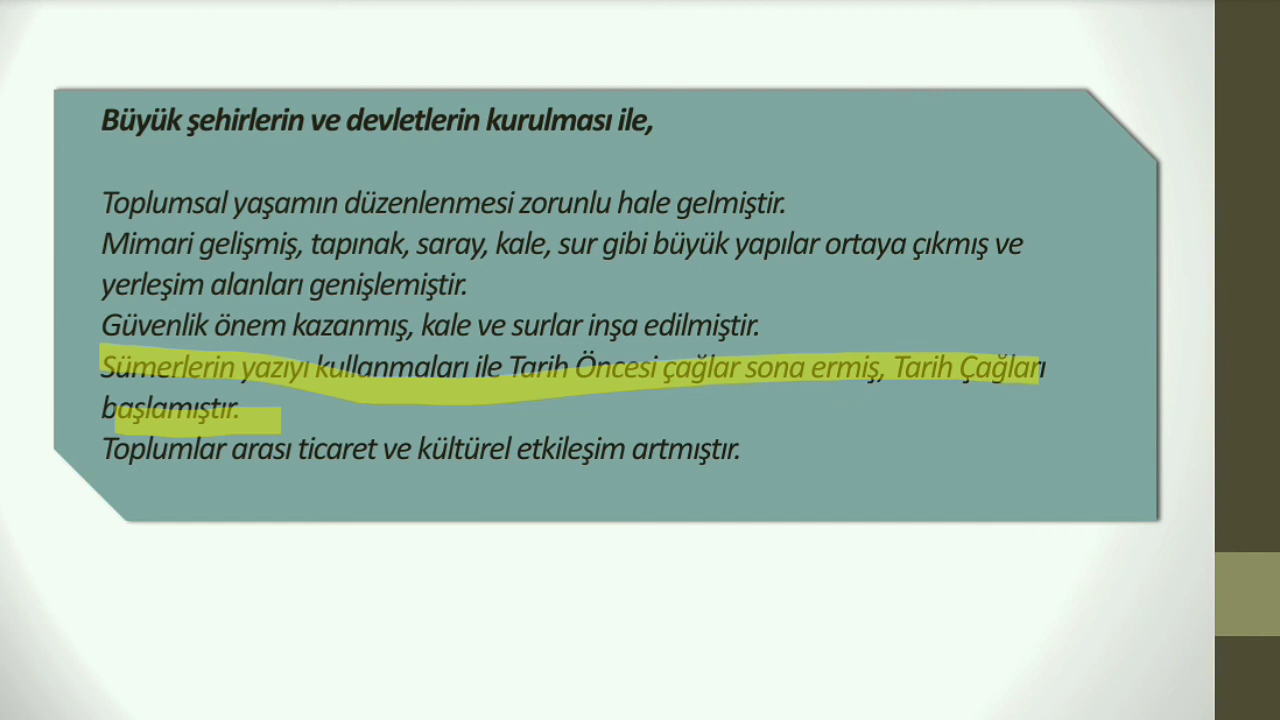 Büyük şehirlerin ve devletlerin kurulması ile,
Toplumsal yaşamın düzenlenmesi zorunlu hale gelmiştir.
Mimari gelişmiş, tapınak, saray, kale, sur gibi büyük yapılar ortaya çıkmış ve
yerleşim alanları genişlemiştir.
Güvenlik önem kazanmış, kale ve surlar inşa edilmiştir.
Sümerlerin yazıyı kullanmaları ile Tarih Öncesi çağlar sona ermiş, Tarih Çağları
başlamıştır.
Toplumlar arası ticaret ve kültürel etkileşim artmıştır.